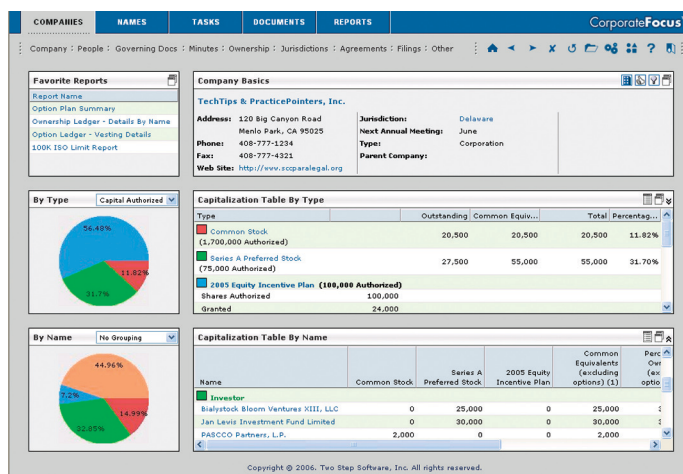 COMPANIES NAMES TASKS DOCUMENTS REPORTS CorporateFocus
Company : People : Governing Docs : Minutes : Ownership : Jurisdictions : Agreements : Filings : Other
Favorite Reports
Report Name
Option Plan Summary
Ownership Ledger - Details By Name
Option Ledger - Vesting Details
100K ISO Limit Report
Company Basics
TechTips & PracticePointers, Inc.
Address: 120 Big Canyon Road
Menlo Park, CA 95025
Phone: 408-777-1234
Fax: 408-777-4321
Web Site: http://www.sccparalegal.org
Jurisdiction: Delaware
Next Annual Meeting: June
Type: Corporation
Parent Company:
By Type Capital Authorized
56.48%
11.82%
31.7%
Capitalization Table By Type
Type Outstanding Common Equiv... Total Percentag...
Common Stock 20,500 20,500 20,500 11.82%
(1,700,000 Authorized)
Series A Preferred Stock 27,500 55,000 55,000 31.70%
(75,000 Authorized)
2005 Equity Incentive Plan (100,000 Authorized)
Shares Authorized 100,000
Granted 24,000
By Name No Grouping
44.96%
7.2%
14.99%
32.85%
Capitalization Table By Name
Name Common Stock Series A Preferred Stock 2005 Equity Incentive Plan Common Equivalents (excluding options) (1) Perc Owr (ex optio
Investor
Bialystock Bloom Ventures XIII, LLC 0 25,000 0 25,000
Jan Levis Investment Fund Limited 0 30,000 0 30,000
PASCCO Partners, L.P. 2,000 0 0 2,000
Copyright © 2006. Two Step Software, Inc. All rights reserved.